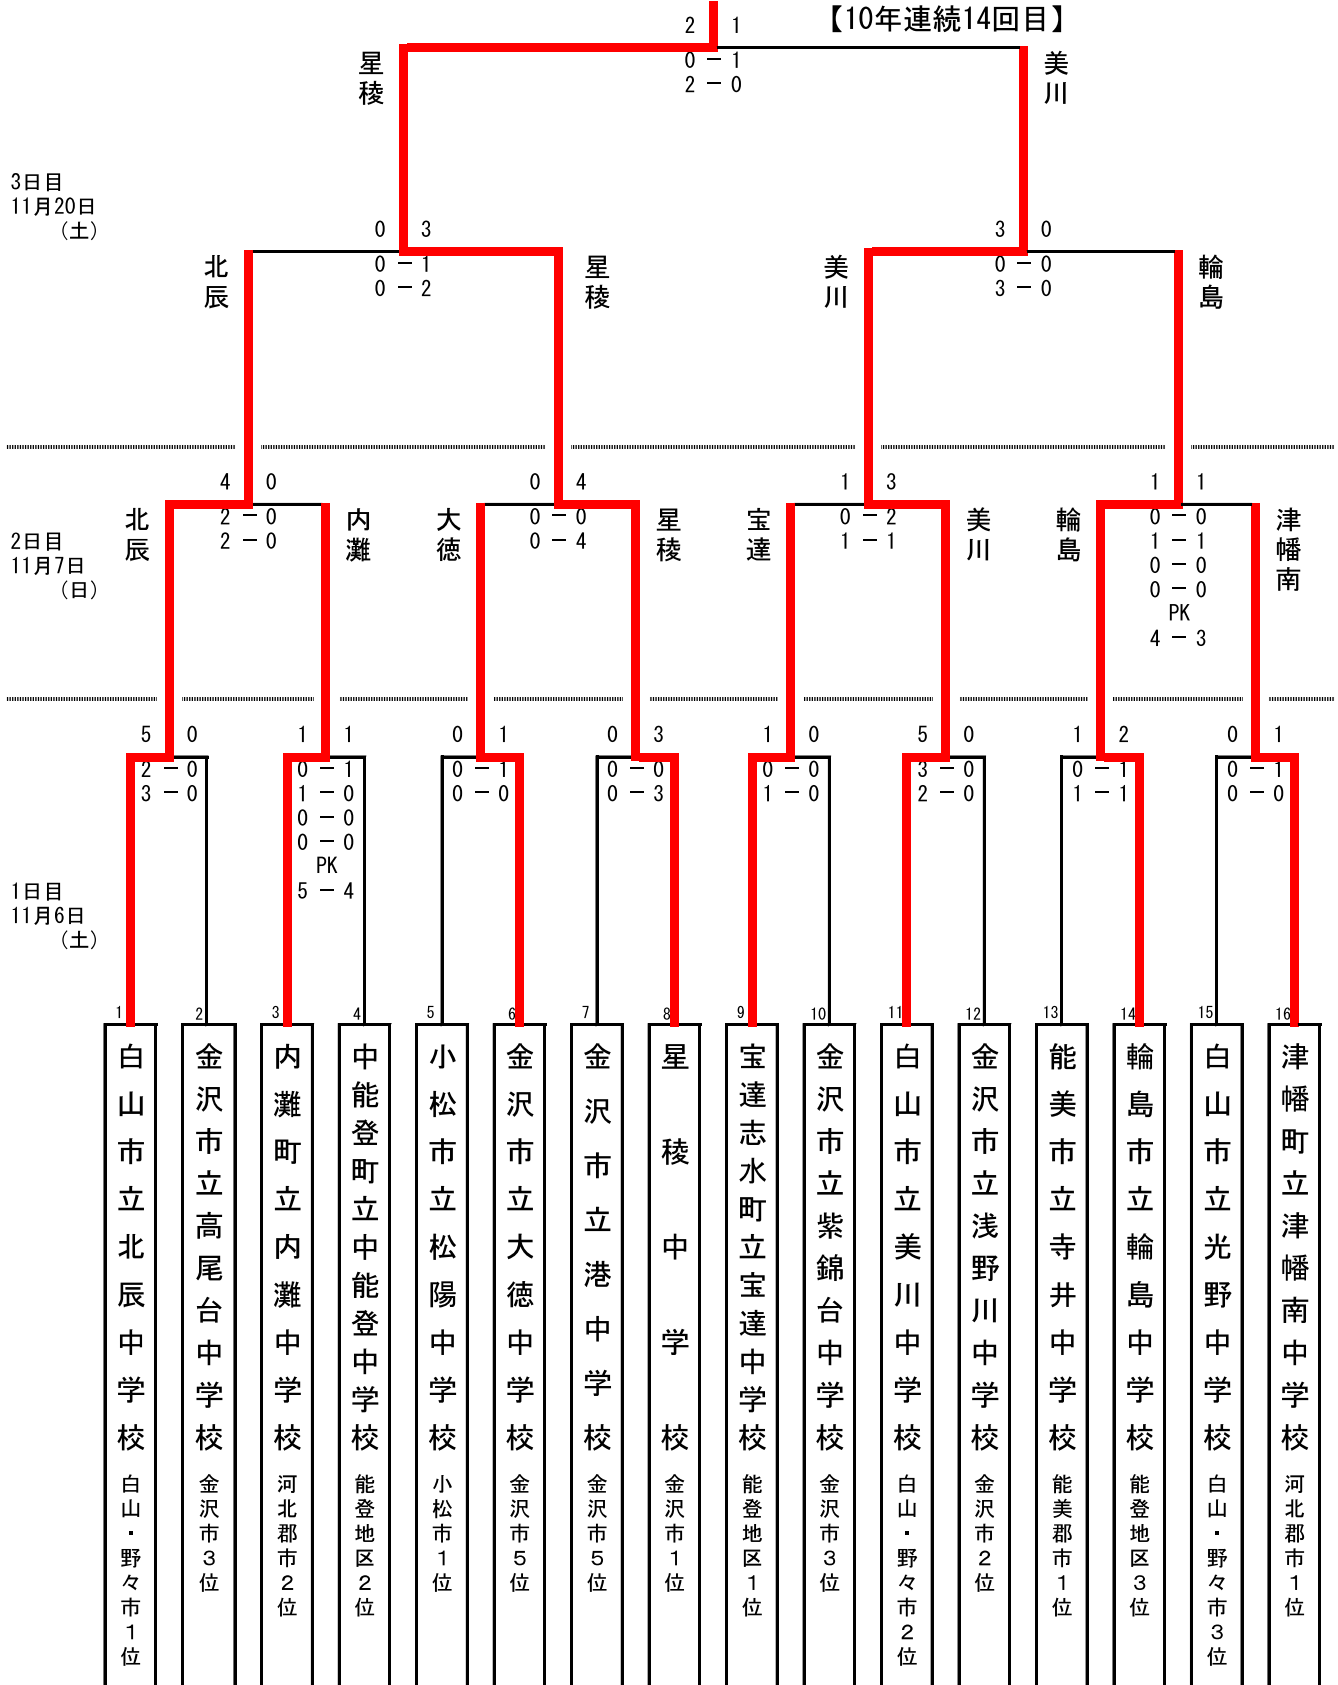 【10年連続14回目】
2 1
0－1
2－0
星稜
美川
3日目
11月20日
（土）
0 3
0－1
0－2
3 0
0－0
3－0
北辰
星稜
美川
輪島
2日目
11月7日
（日）
4 0
2－0
2－0
0 4
0－0
0－4
1 3
0－2
1－1
1 1
0－0
1－1
0－0
0－0
PK
4－3
北辰
内灘
大徳
星稜
宝達
美川
輪島
津幡南
1日目
11月6日
（土）
5 0
2－0
3－0
1 1
0－1
1－0
0－0
0－0
PK
5－4
0 1
0－1
0－0
0 3
0－0
0－3
1 0
0－0
1－0
5 0
3－0
2－0
1 2
0－1
1－1
0 1
0－1
0－0
1
白山市立北辰中学校
白山・野々市1位
2
金沢市立高尾台中学校
金沢市3位
3
内灘町立内灘中学校
河北郡市2位
4
中能登町立中能登中学校
能登地区2位
5
小松市立松陽中学校
小松市1位
6
金沢市立大徳中学校
金沢市5位
7
金沢市立港中学校
金沢市5位
8
星稜中学校
金沢市1位
9
宝達志水町立宝達中学校
能登地区1位
10
金沢市立紫錦台中学校
金沢市3位
11
白山市立美川中学校
白山・野々市2位
12
金沢市立浅野川中学校
金沢市2位
13
能美市立寺井中学校
能美郡市1位
14
輪島市立輪島中学校
能登地区3位
15
白山市立光野中学校
白山・野々市3位
16
津幡町立津幡南中学校
河北郡市1位